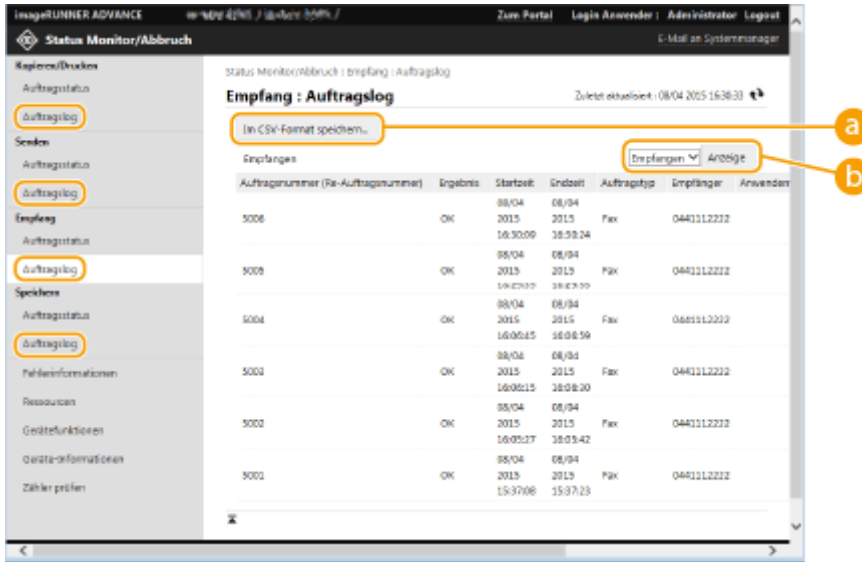 imageRUNNER ADVANCE Zum Portal Login Anwender : Administrator Logout
Status Monitor/Abbruch E-Mail an Systemmanager
Kopieren/Drucken
Auftragsstatus
Auftragslog
Senden
Auftragsstatus
Auftragslog
Empfang
Auftragsstatus
Auftragslog
Speichern
Auftragsstatus
Auftragslog
Fehlerinformationen
Ressourcen
Gerätefunktionen
Geräte-Informationen
Zähler prüfen
Status Monitor/Abbruch : Empfang : Auftragslog
Empfang : Auftragslog Zuletzt aktualisiert : 08/04 2015 16:30:33
Im CSV-Format speichern... a
Empfangen Empfangen Anzeige b
Auftragsnummer (Re-Auftragsnummer) Ergebnis Startzeit Endzeit Auftragstyp Empfänger
5006 OK 08/04 2015 16:30:09 08/04 2015 16:30:24 Fax 0441112222
5005 OK 08/04 2015 08/04 2015 Fax 0441112222
5004 OK 08/04 2015 16:06:45 08/04 2015 16:06:59 Fax 0441112222
5003 OK 08/04 2015 16:06:15 08/04 2015 Fax 0441112222
5002 OK 08/04 2015 16:05:27 08/04 2015 16:05:42 Fax 0441112222
5001 OK 08/04 2015 15:37:08 08/04 2015 15:37:23 Fax 0441112222